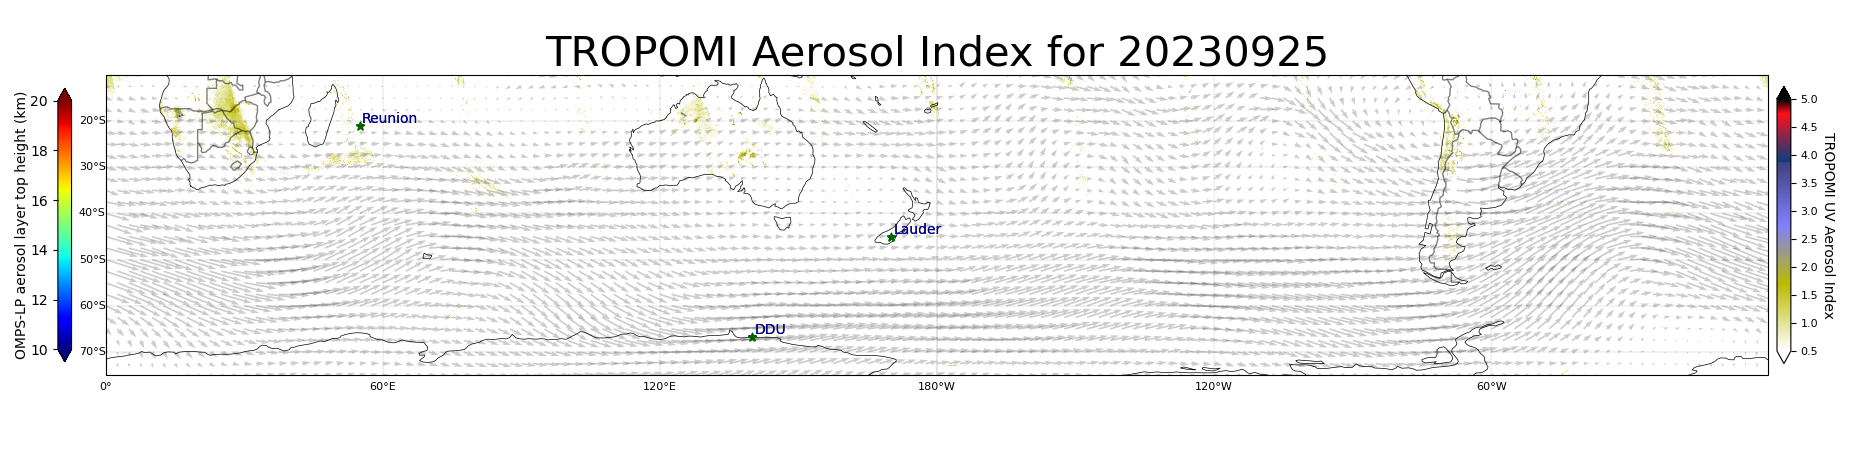 TROPOMI Aerosol Index for 20230925
OMPS-LP aerosol layer top height (km)
20
18
16
14
12
10
20°S
30°S
40°S
50°S
60°S
70°S
0°
60°E
120°E
180°W
120°W
60°W
Reunion
Lauder
DDU
5.0
4.5
4.0
3.5
3.0
2.5
2.0
1.5
1.0
0.5
TROPOMI UV Aerosol Index